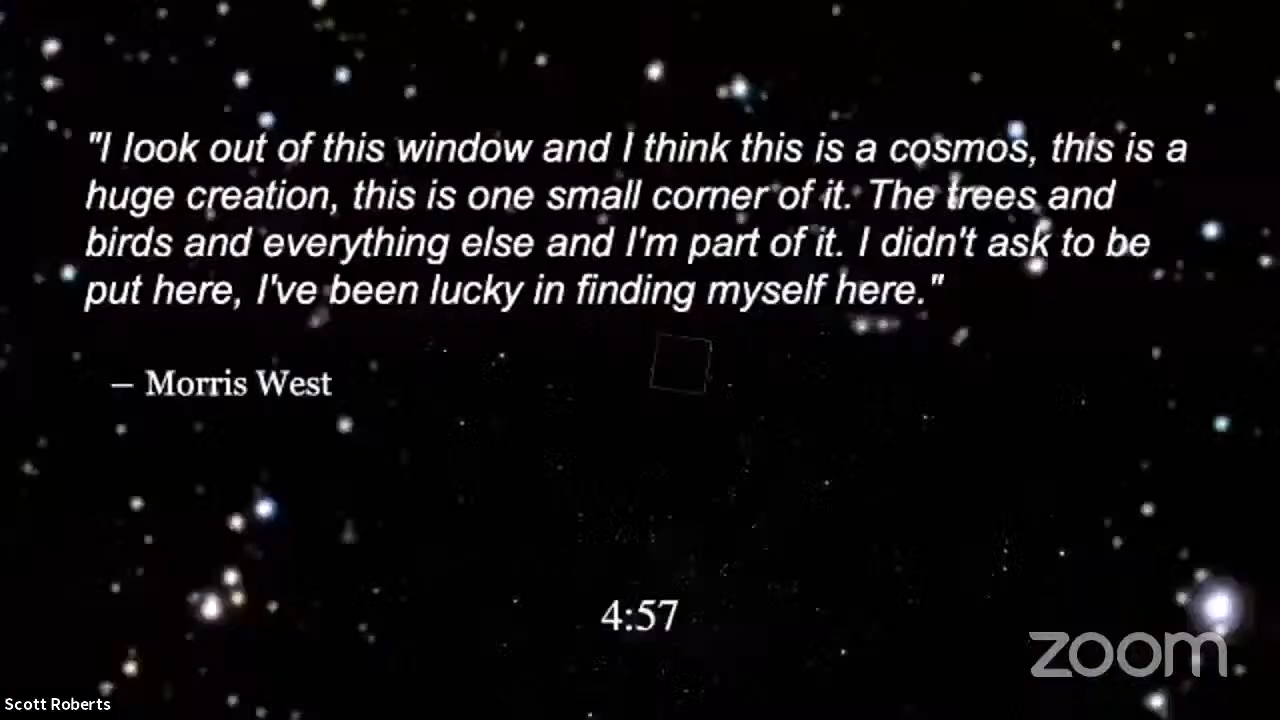 "I look out of this window and I think this is a cosmos, this is a
huge creation, this is one small corner of it. The trees and
birds and everything else and I'm part of it. I didn't ask to be
put here, I've been lucky in finding myself here."
– Morris West
4:57
zoom
Scott Roberts